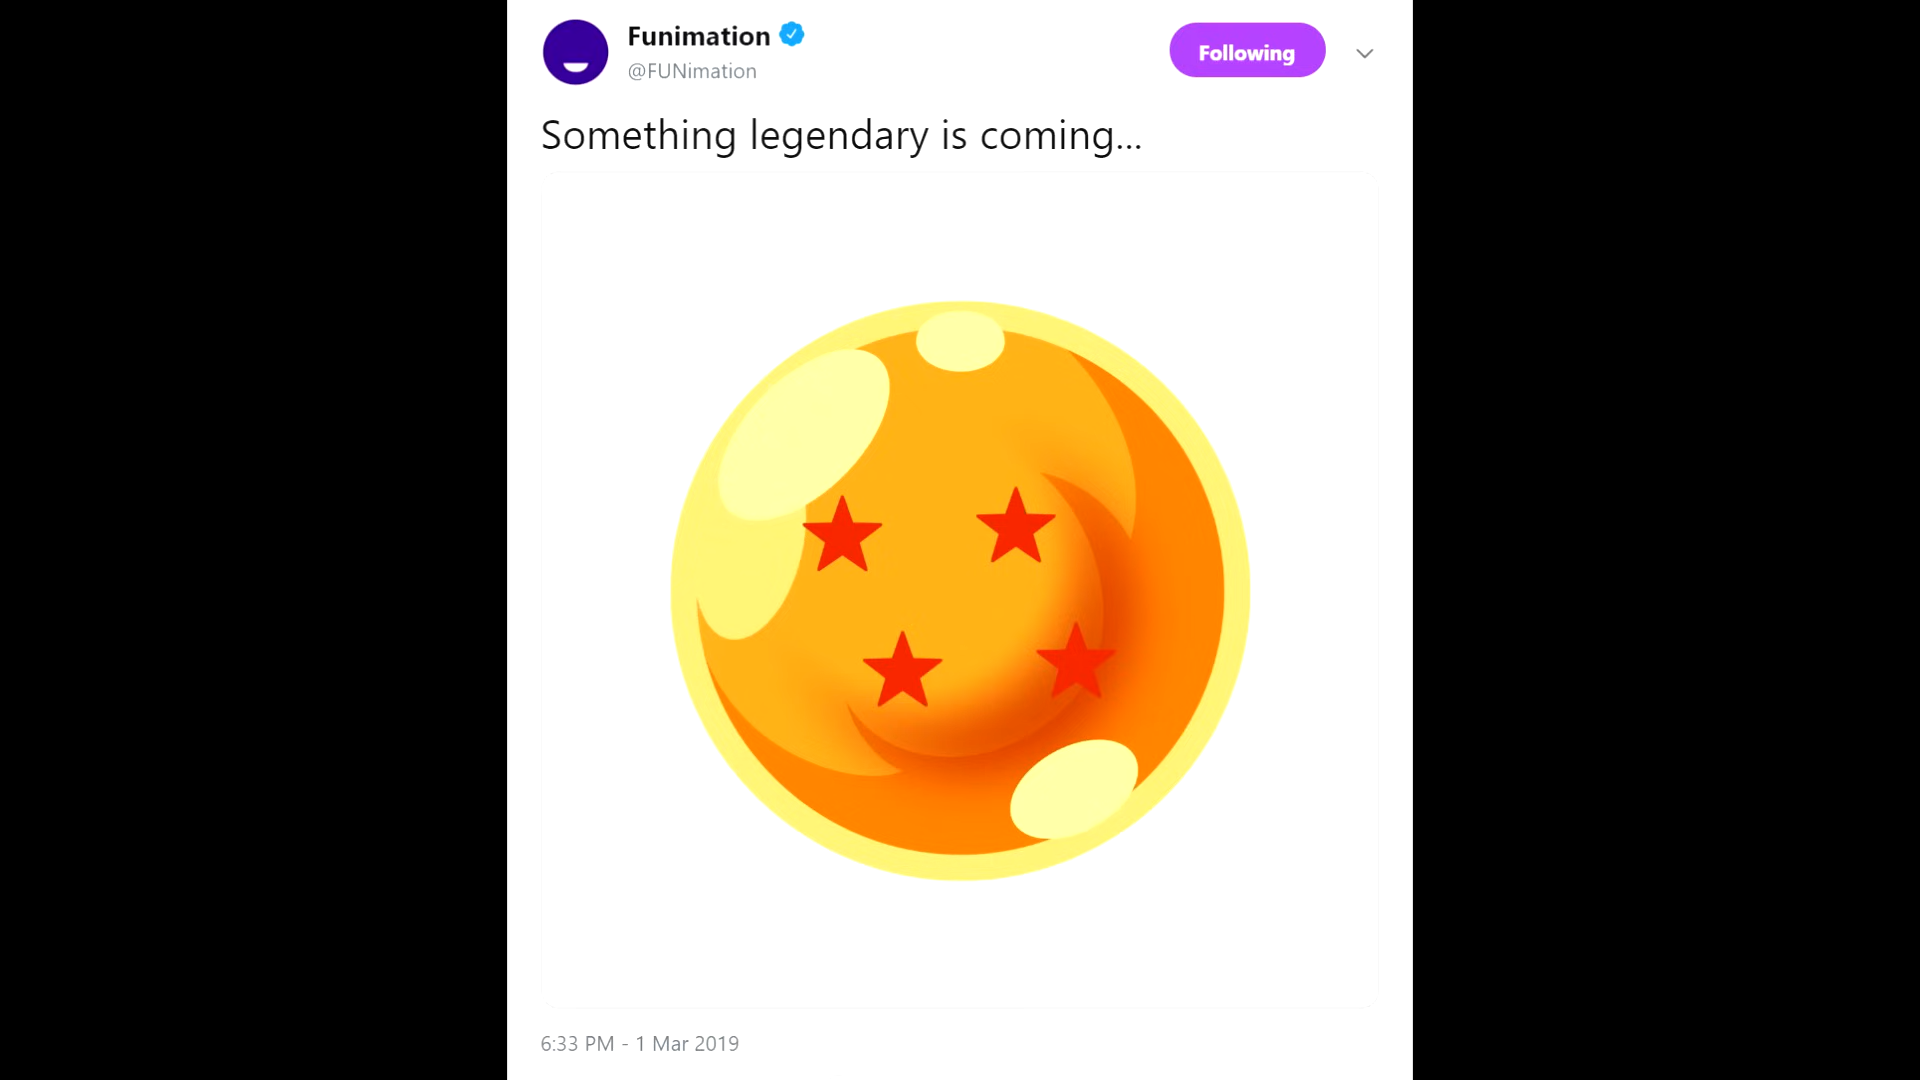 Funimation
Following
@FUNimation
Something legendary is coming...
6:33 PM - 1 Mar 2019